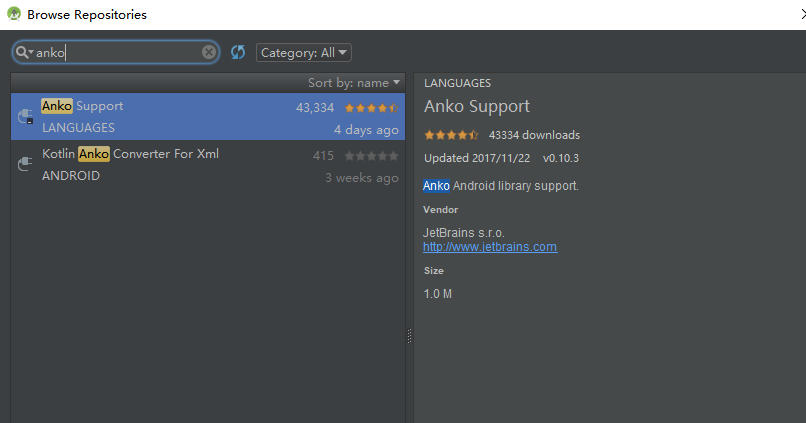 Browse Repositories
anko
Category: All
Sort by: name
Anko Support
43,334
LANGUAGES
4 days ago
Kotlin Anko Converter For Xml
415
ANDROID
3 weeks ago
LANGUAGES
Anko Support
43334 downloads
Updated 2017/11/22 v0.10.3
Anko Android library support.
Vendor
JetBrains s.r.o.
http://www.jetbrains.com
Size
1.0 M